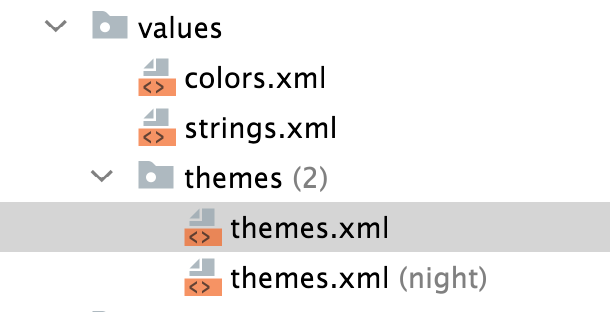 values
colors.xml
strings.xml
themes (2)
themes.xml
themes.xml (night)